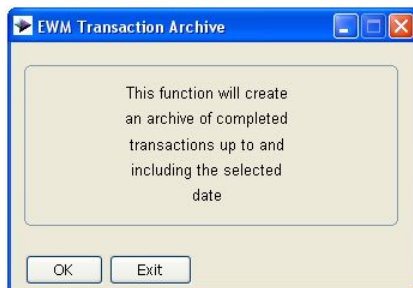 EWM Transaction Archive
This function will create
an archive of completed
transactions up to and
including the selected
date
OK Exit